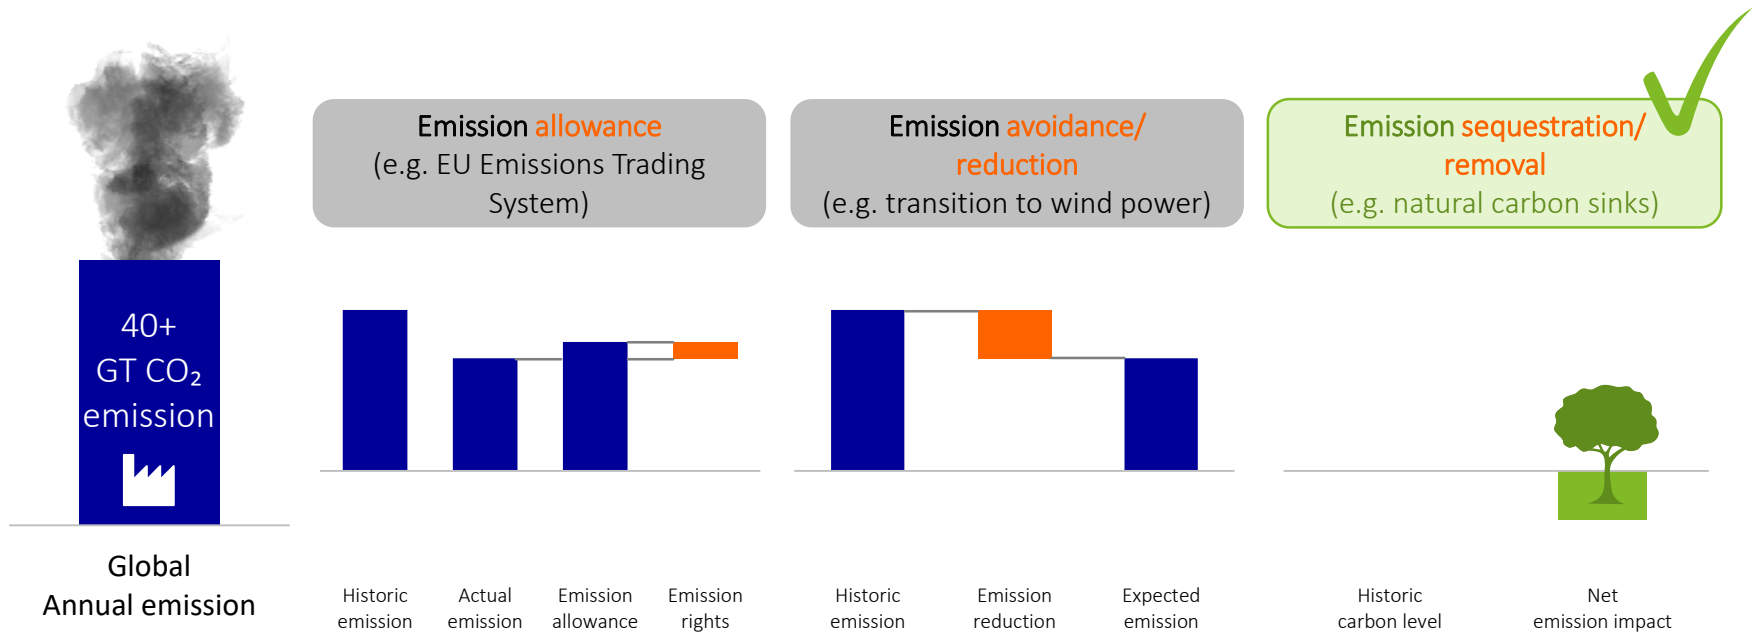 40+
GT CO₂
emission
Global
Annual emission
Emission allowance
(e.g. EU Emissions Trading
System)
Historic
emission
Actual
emission
Emission
allowance
Emission
rights
Emission avoidance/
reduction
(e.g. transition to wind power)
Historic
emission
Emission
reduction
Expected
emission
Emission sequestration/
removal
(e.g. natural carbon sinks)
Historic
carbon level
Net
emission impact